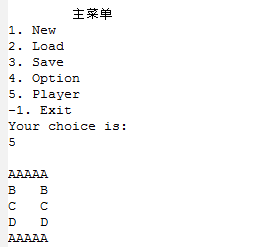 主菜单
1. New
2. Load
3. Save
4. Option
5. Player
-1. Exit
Your choice is:
5
AAAAA
B   B
C   C
D   D
AAAAA